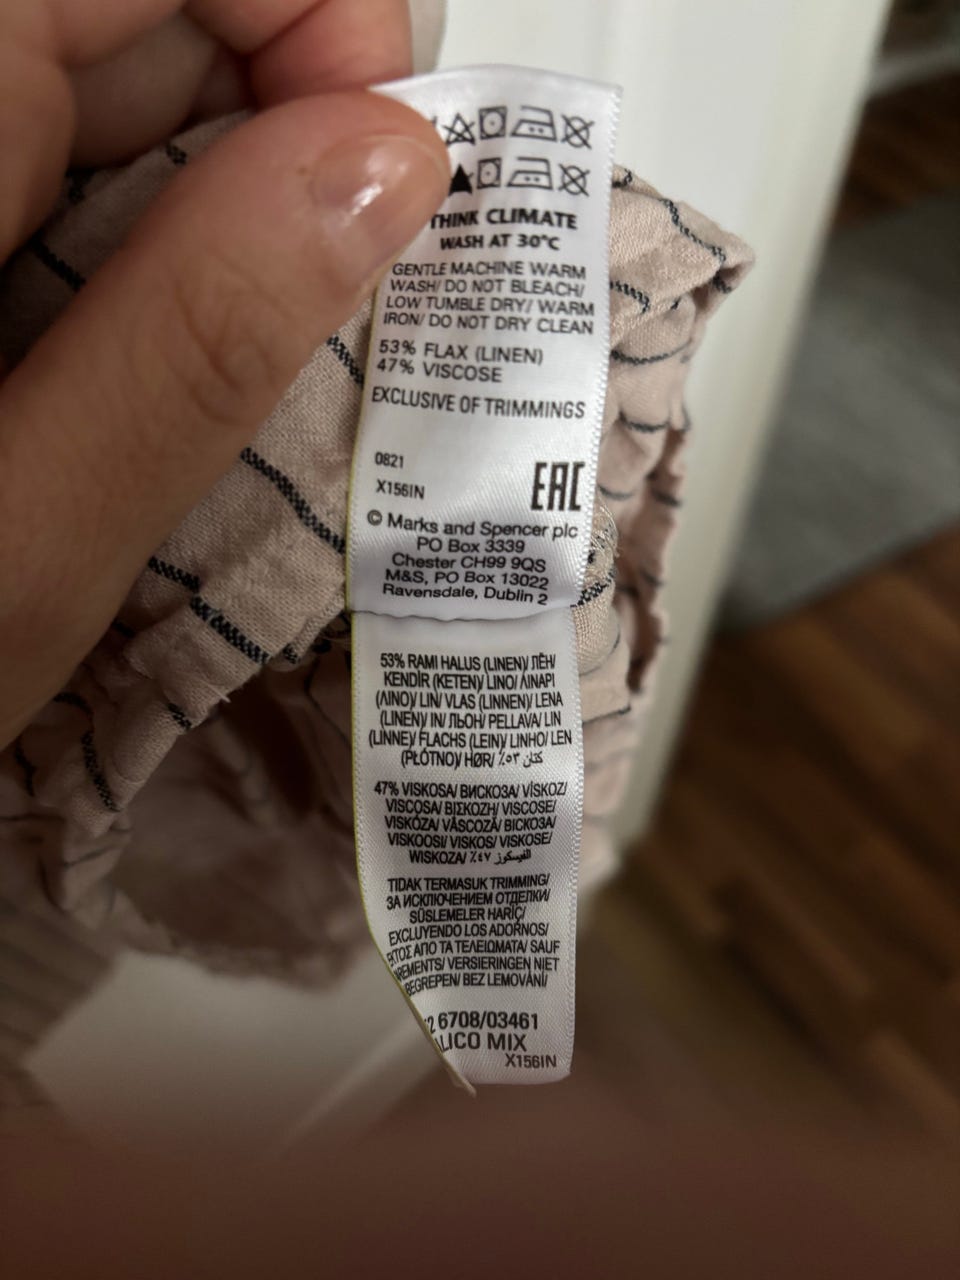 THINK CLIMATE
WASH AT 30°C
GENTLE MACHINE WARM
WASH/ DO NOT BLEACH/
LOW TUMBLE DRY/ WARM
IRON/ DO NOT DRY CLEAN
53% FLAX (LINEN)
47% VISCOSE
EXCLUSIVE OF TRIMMINGS
0821
X156IN
EAC
© Marks and Spencer plc
PO Box 3339
Chester CH99 9QS
M&S, PO Box 13022
Ravensdale, Dublin 2
53% RAMI HALUS (LINEN)/ ЛЁН/
KENDİR (KETEN)/ LINO/ ΛΙΝΑΡΙ
(ΛΙΝΟ)/ LIN/ VLAS (LINNEN)/ LENA
(LINEN)/ IN/ ЛЬОН/ PELLAVA/ LIN
(LINNE)/ FLACHS (LEIN)/ LINHO/ LEN
(PŁÓTNO)/ HØR/ كتان ٥٣٪
47% VISKOSA/ ВИСКОЗА/ VİSKOZ/
VISCOSA/ ΒΙΣΚΟΖΗ/ VISCOSE/
VISKÓZA/ VÂSCOZĂ/ ВІСКОЗА/
VISKOOSI/ VISKOS/ VISKOSE/
WISKOZA/ الفيسكوز ٤٧٪
TIDAK TERMASUK TRIMMING/
ЗА ИСКЛЮЧЕНИЕМ ОТДЕЛКИ/
SÜSLEMELER HARİÇ/
EXCLUYENDO LOS ADORNOS/
ΕΚΤΟΣ ΑΠΟ ΤΑ ΤΕΛΕΙΩΜΑΤΑ/ SAUF
VERSIERINGEN NIET
BEGREPEN/ BEZ LEMOVÁNÍ/
6708/03461
MIX
X156IN